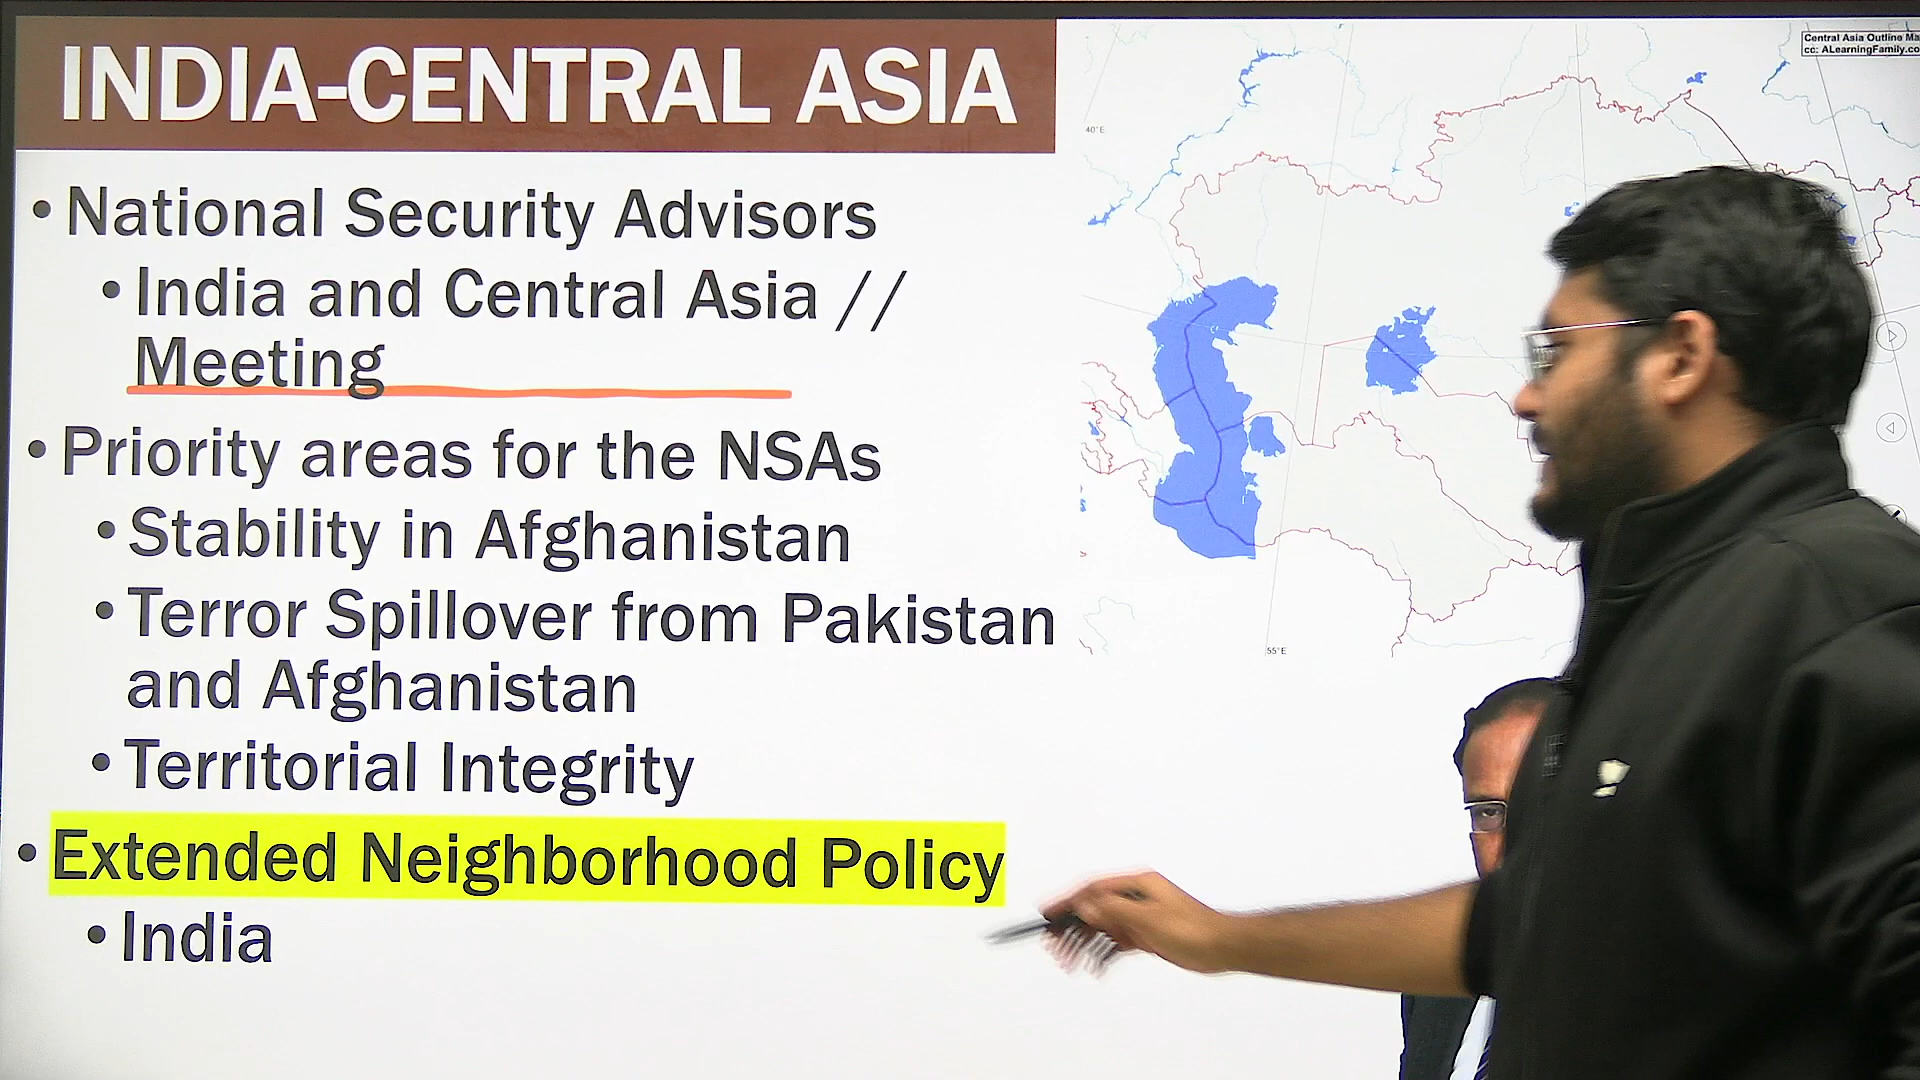 INDIA-CENTRAL ASIA
• National Security Advisors
• India and Central Asia //
Meeting
• Priority areas for the NSAs
• Stability in Afghanistan
• Terror Spillover from Pakistan
and Afghanistan
• Territorial Integrity
• Extended Neighborhood Policy
• India
Central Asia Outline
cc: ALearningFamily.co
40°E
55°E